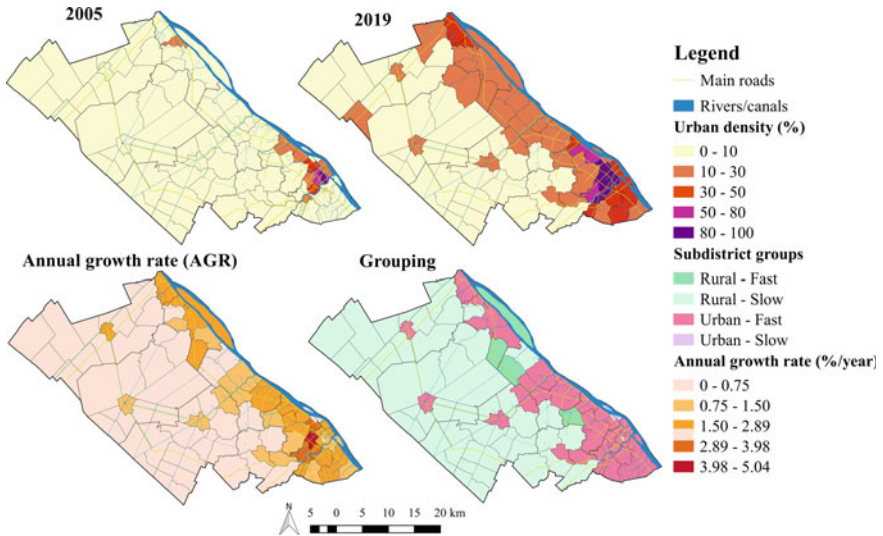 2005
2019
Legend
Main roads
Rivers/canals
Urban density (%)
0 - 10
10 - 30
30 - 50
50 - 80
80 - 100
Annual growth rate (AGR)
Grouping
Subdistrict groups
Rural - Fast
Rural - Slow
Urban - Fast
Urban - Slow
Annual growth rate (%/year)
0 - 0.75
0.75 - 1.50
1.50 - 2.89
2.89 - 3.98
3.98 - 5.04
N
5 0 5 10 15 20 km